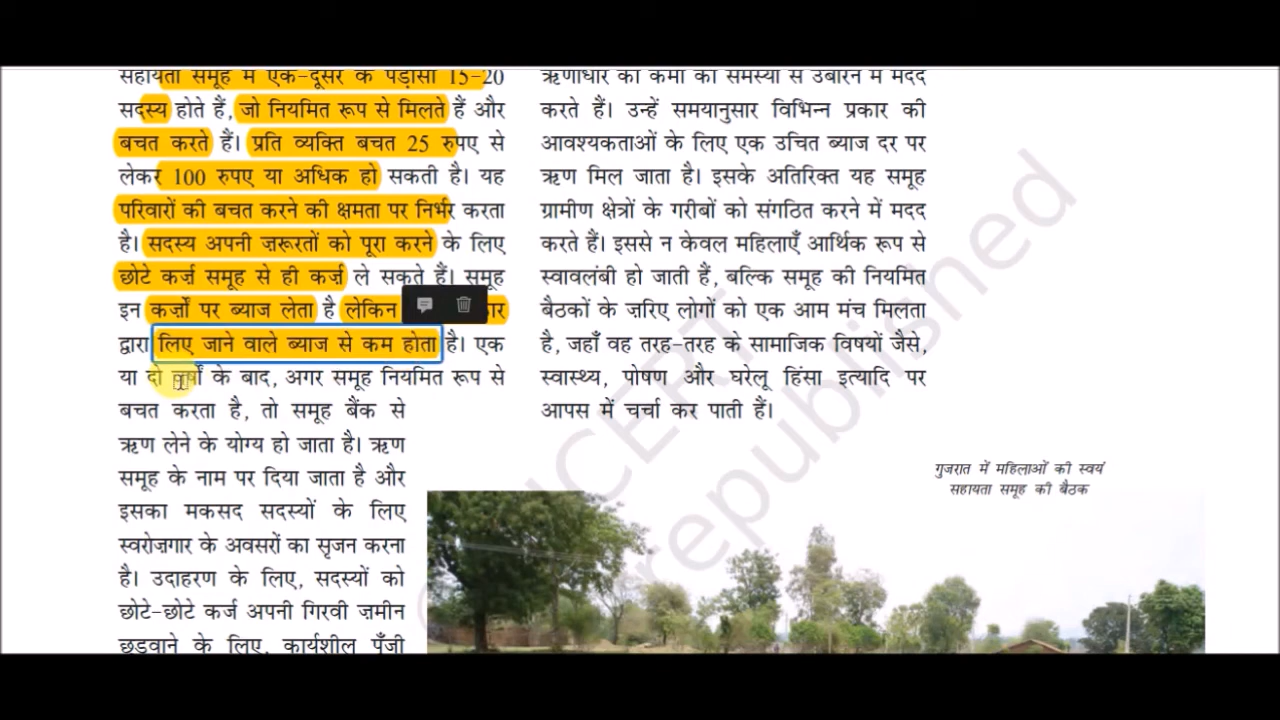 सहायता समूह में एक-दूसरे के पड़ोसी 15-20
सदस्य होते हैं, जो नियमित रूप से मिलते हैं और
बचत करते हैं। प्रति व्यक्ति बचत 25 रुपए से
लेकर 100 रुपए या अधिक हो सकती है। यह
परिवारों की बचत करने की क्षमता पर निर्भर करता
है। सदस्य अपनी ज़रूरतों को पूरा करने के लिए
छोटे कर्ज़ समूह से ही कर्ज़ ले सकते हैं। समूह
इन कर्ज़ों पर ब्याज लेता है लेकिन
द्वारा लिए जाने वाले ब्याज से कम होता है। एक
या दो वर्षों के बाद, अगर समूह नियमित रूप से
बचत करता है, तो समूह बैंक से
ऋण लेने के योग्य हो जाता है। ऋण
समूह के नाम पर दिया जाता है और
इसका मकसद सदस्यों के लिए
स्वरोज़गार के अवसरों का सृजन करना
है। उदाहरण के लिए, सदस्यों को
छोटे-छोटे कर्ज अपनी गिरवी ज़मीन
छुड़वाने के लिए, कार्यशील पूँजी
ऋणाधार की कमी की समस्या से उबारने में मदद
करते हैं। उन्हें समयानुसार विभिन्न प्रकार की
आवश्यकताओं के लिए एक उचित ब्याज दर पर
ऋण मिल जाता है। इसके अतिरिक्त यह समूह
ग्रामीण क्षेत्रों के गरीबों को संगठित करने में मदद
करते हैं। इससे न केवल महिलाएँ आर्थिक रूप से
स्वावलंबी हो जाती हैं, बल्कि समूह की नियमित
बैठकों के ज़रिए लोगों को एक आम मंच मिलता
है, जहाँ वह तरह-तरह के सामाजिक विषयों जैसे,
स्वास्थ्य, पोषण और घरेलू हिंसा इत्यादि पर
आपस में चर्चा कर पाती हैं।
गुजरात में महिलाओं की स्वयं
सहायता समूह की बैठक
NCERT
republished